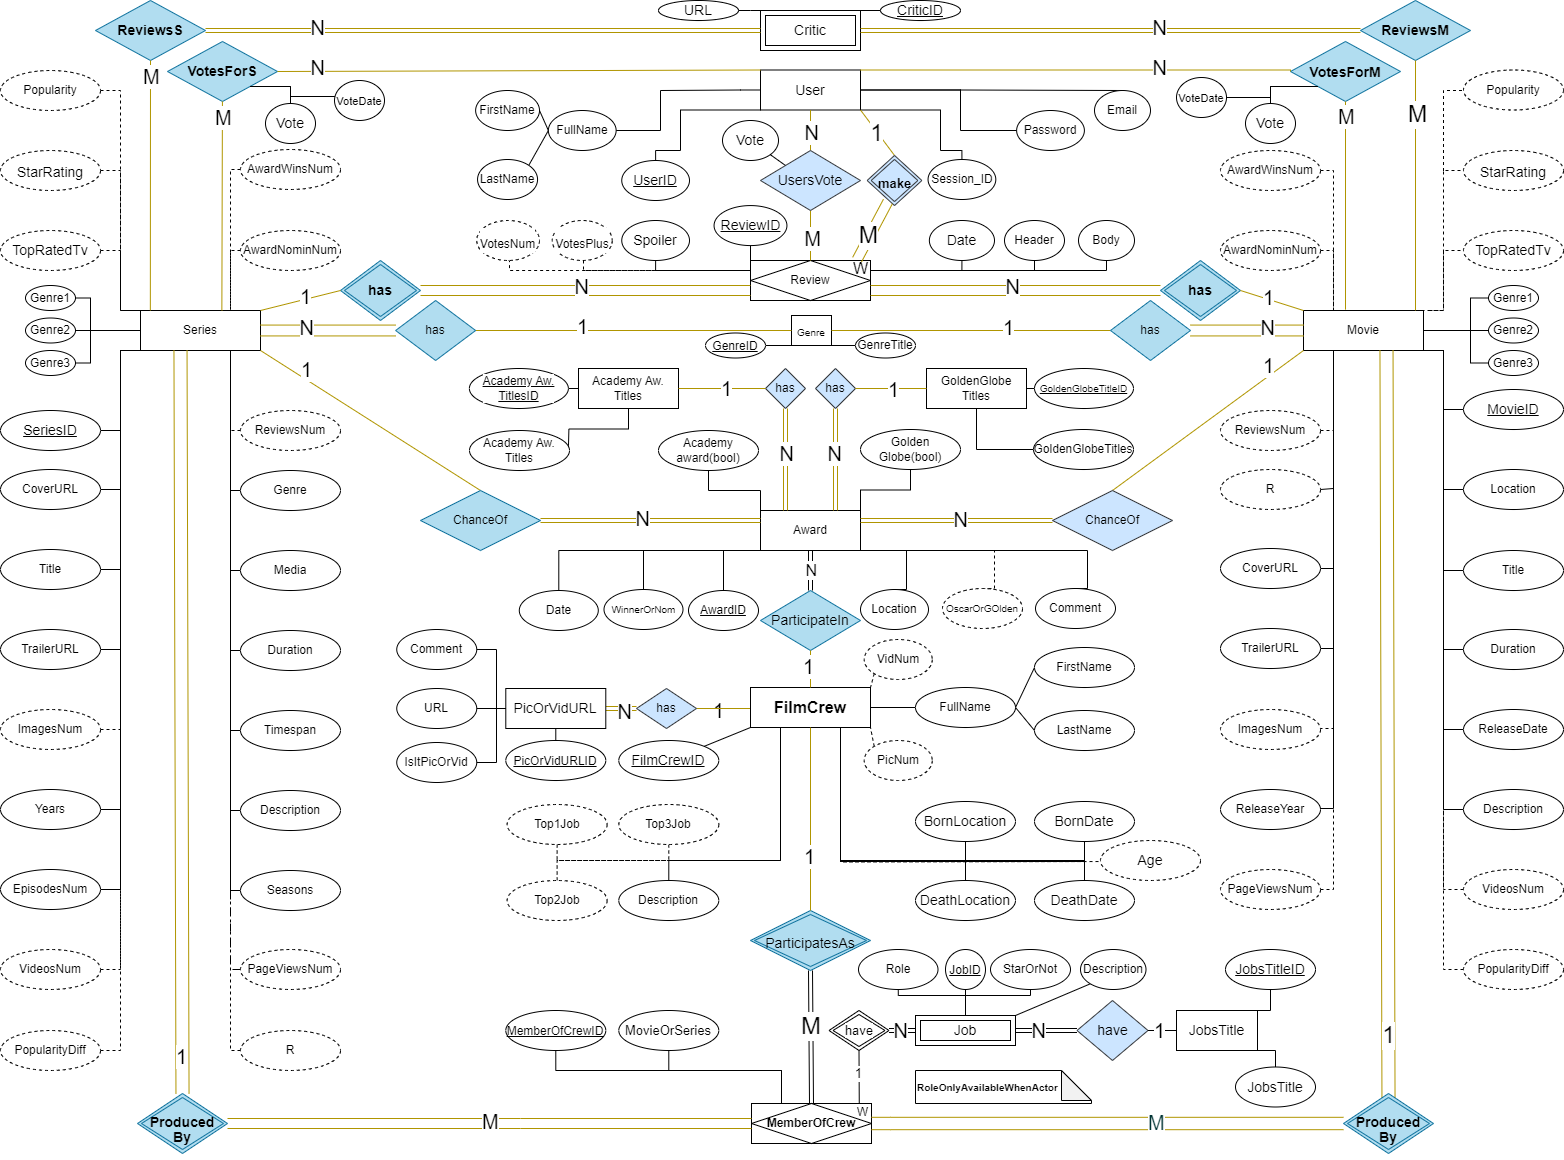 URL
CriticID
ReviewsS
N
Critic
N
ReviewsM
VotesForS
N
N
VotesForM
M
M
Popularity
User
Popularity
VoteDate
Vote
FirstName
FullName
LastName
UserID
Email
Password
Session_ID
VoteDate
Vote
M
M
N
1
Vote
UsersVote
make
StarRating
AwardWinsNum
AwardWinsNum
StarRating
ReviewID
M
M
TopRatedTv
AwardNominNum
VotesNum
VotesPlus
Spoiler
Date
Header
Body
AwardNominNum
TopRatedTv
W
Review
1
has
N
N
has
1
Genre1
Genre2
Genre3
Series
N
has
1
Genre
1
has
N
Movie
Genre1
Genre2
Genre3
GenreID
GenreTitle
1
1
Academy Aw.
TitlesID
Academy Aw.
Titles
1
has
has
1
GoldenGlobe
Titles
GoldenGlobeTitleID
Academy Aw.
Titles
Academy
award(bool)
N
N
Golden
Globe(bool)
GoldenGlobeTitles
SeriesID
ReviewsNum
ReviewsNum
MovieID
CoverURL
Genre
R
Location
ChanceOf
N
Award
N
ChanceOf
Title
Media
N
CoverURL
Title
Date
WinnerOrNom
AwardID
ParticipateIn
Location
OscarOrGOlden
Comment
TrailerURL
Duration
Comment
1
VidNum
FirstName
TrailerURL
Duration
URL
PicOrVidURL
N
has
1
FilmCrew
FullName
LastName
ImagesNum
Timespan
IsItPicOrVid
PicOrVidURLID
FilmCrewID
PicNum
ImagesNum
ReleaseDate
Years
Description
Top1Job
Top3Job
BornLocation
BornDate
ReleaseYear
Description
1
Age
EpisodesNum
Seasons
Top2Job
Description
DeathLocation
DeathDate
PageViewsNum
VideosNum
ParticipatesAs
VideosNum
PageViewsNum
Role
JobID
StarOrNot
Description
JobsTitleID
PopularityDiff
PopularityDiff
R
MemberOfCrewID
MovieOrSeries
M
have
N
Job
N
have
1
JobsTitle
1
1
1
RoleOnlyAvailableWhenActor
JobsTitle
Produced
By
M
W
MemberOfCrew
M
Produced
By